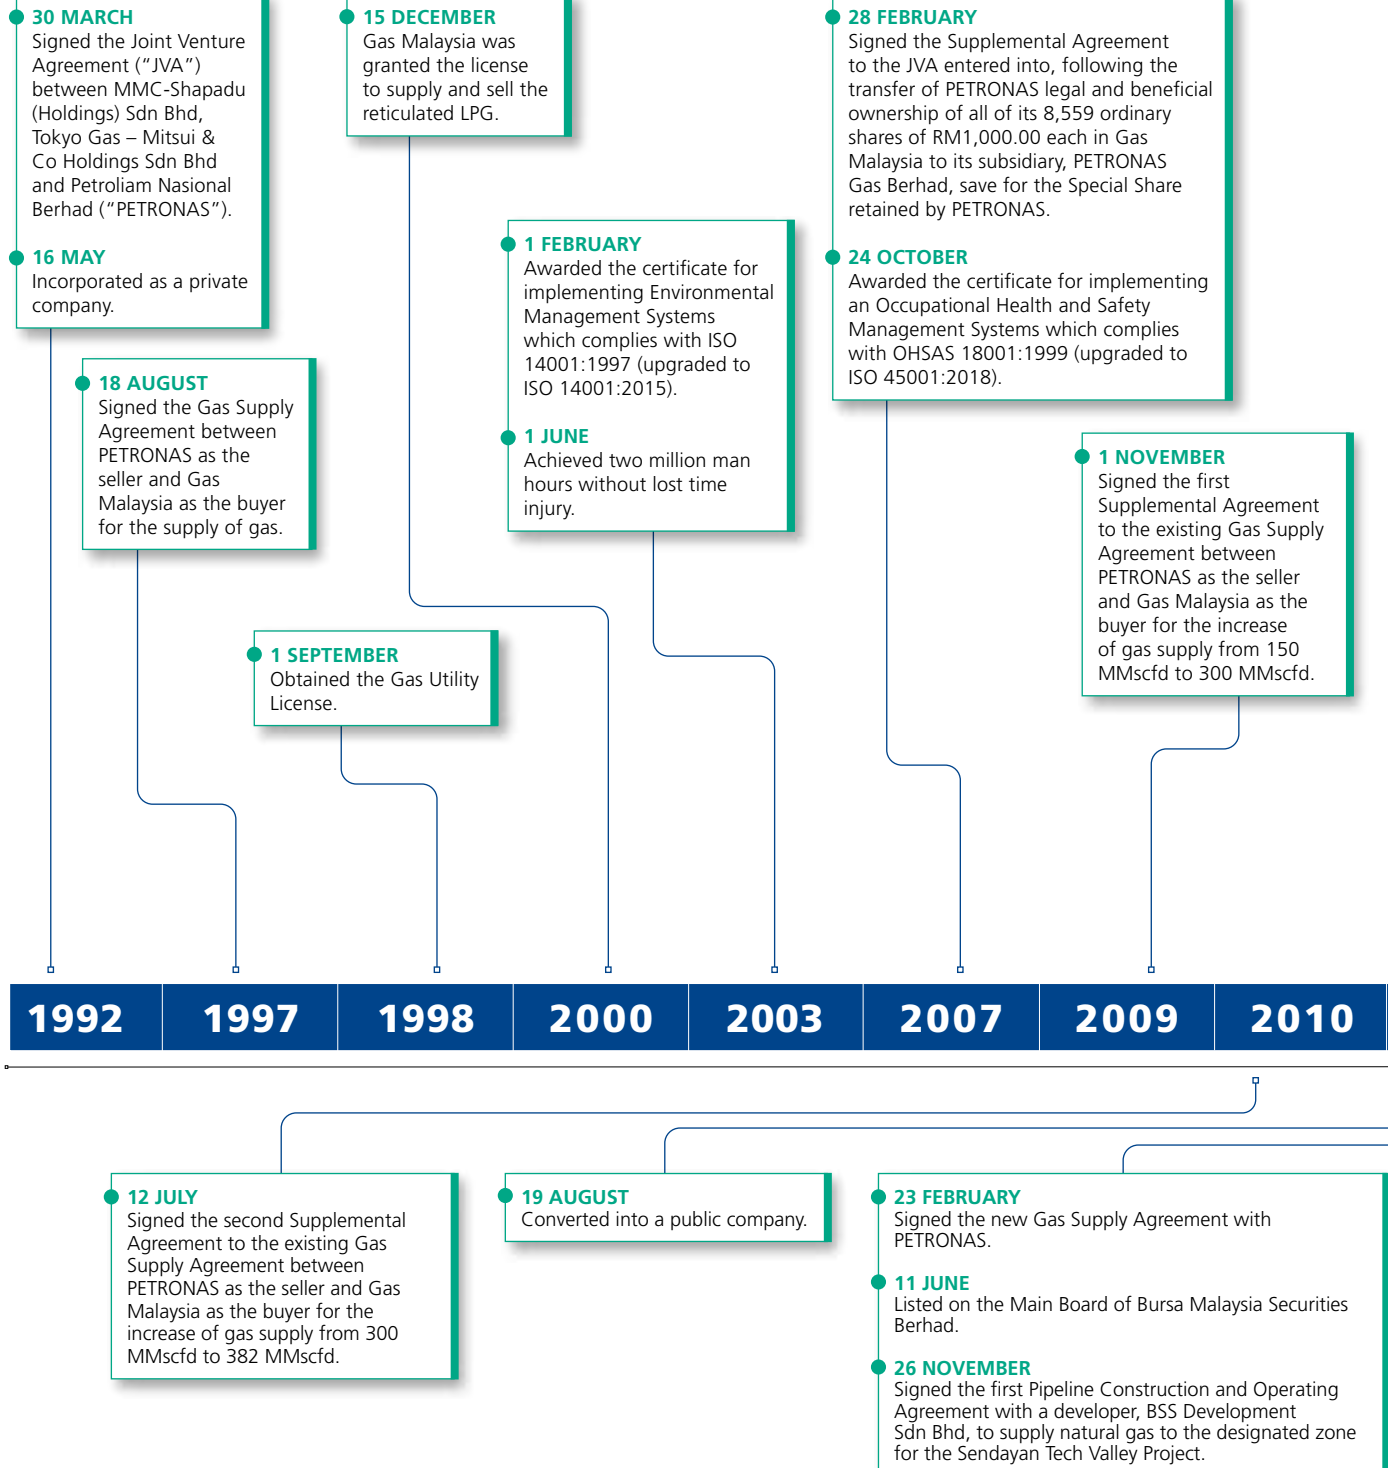 30 MARCH
Signed the Joint Venture
Agreement (“JVA”)
between MMC-Shapadu
(Holdings) Sdn Bhd,
Tokyo Gas – Mitsui &
Co Holdings Sdn Bhd
and Petroliam Nasional
Berhad (“PETRONAS”).
16 MAY
Incorporated as a private
company.
18 AUGUST
Signed the Gas Supply
Agreement between
PETRONAS as the
seller and Gas
Malaysia as the buyer
for the supply of gas.
1 SEPTEMBER
Obtained the Gas Utility
License.
15 DECEMBER
Gas Malaysia was
granted the license
to supply and sell the
reticulated LPG.
1 FEBRUARY
Awarded the certificate for
implementing Environmental
Management Systems
which complies with ISO
14001:1997 (upgraded to
ISO 14001:2015).
1 JUNE
Achieved two million man
hours without lost time
injury.
28 FEBRUARY
Signed the Supplemental Agreement
to the JVA entered into, following the
transfer of PETRONAS legal and beneficial
ownership of all of its 8,559 ordinary
shares of RM1,000.00 each in Gas
Malaysia to its subsidiary, PETRONAS
Gas Berhad, save for the Special Share
retained by PETRONAS.
24 OCTOBER
Awarded the certificate for implementing
an Occupational Health and Safety
Management Systems which complies
with OHSAS 18001:1999 (upgraded to
ISO 45001:2018).
1 NOVEMBER
Signed the first
Supplemental Agreement
to the existing Gas Supply
Agreement between
PETRONAS as the seller
and Gas Malaysia as the
buyer for the increase
of gas supply from 150
MMscfd to 300 MMscfd.
1992 1997 1998 2000 2003 2007 2009 2010
12 JULY
Signed the second Supplemental
Agreement to the existing Gas
Supply Agreement between
PETRONAS as the seller and Gas
Malaysia as the buyer for the
increase of gas supply from 300
MMscfd to 382 MMscfd.
19 AUGUST
Converted into a public company.
23 FEBRUARY
Signed the new Gas Supply Agreement with
PETRONAS.
11 JUNE
Listed on the Main Board of Bursa Malaysia Securities
Berhad.
26 NOVEMBER
Signed the first Pipeline Construction and Operating
Agreement with a developer, BSS Development
Sdn Bhd, to supply natural gas to the designated zone
for the Sendayan Tech Valley Project.